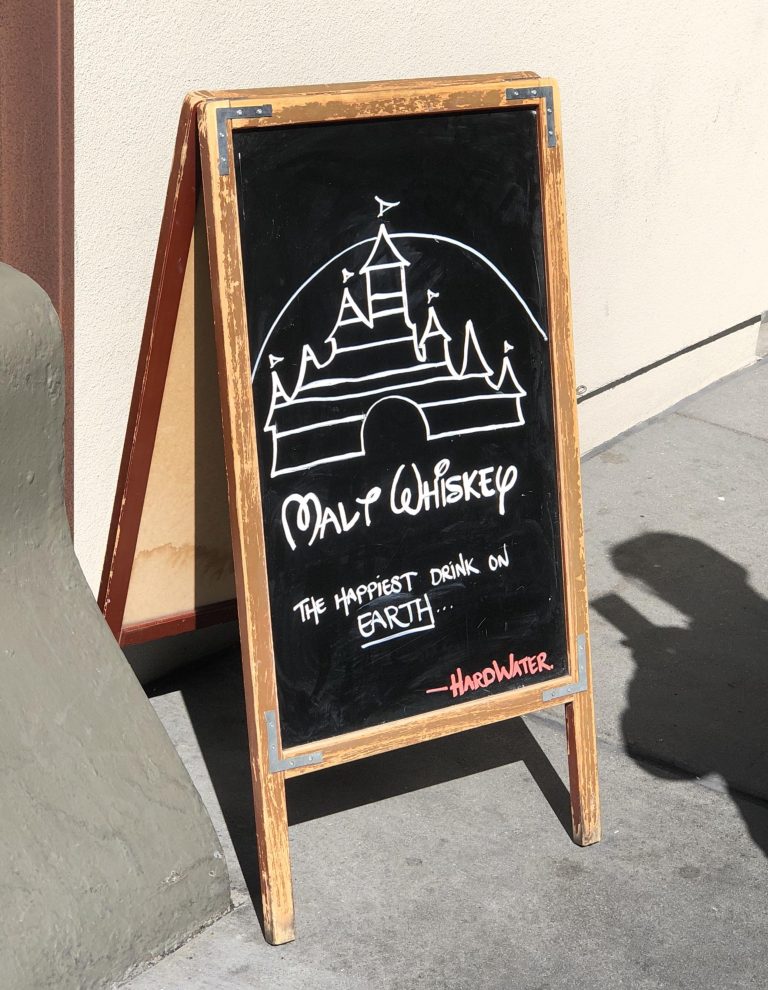 Malt Whiskey
THE HAPPIEST DRINK ON
EARTH...
—HARDWATER.